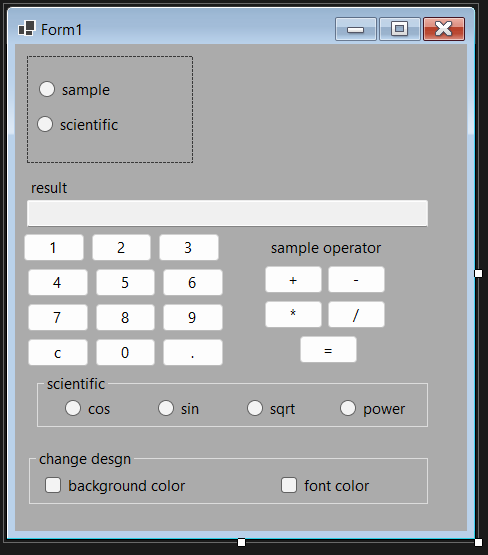 Form1
sample
scientific
result
1 2 3
sample operator
4 5 6
+ -
7 8 9
* /
c 0 .
=
scientific
cos sin sqrt power
change desgn
background color font color